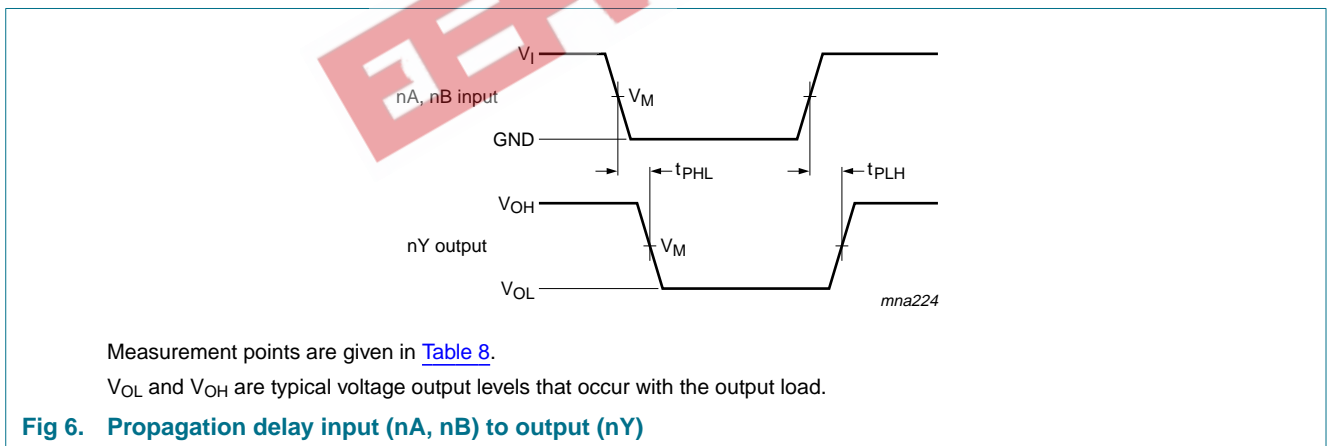 V_I
nA, nB input
V_M
GND
t_PHL
t_PLH
V_OH
nY output
V_M
V_OL
mna224
Measurement points are given in Table 8.
V_OL and V_OH are typical voltage output levels that occur with the output load.
Fig 6. Propagation delay input (nA, nB) to output (nY)